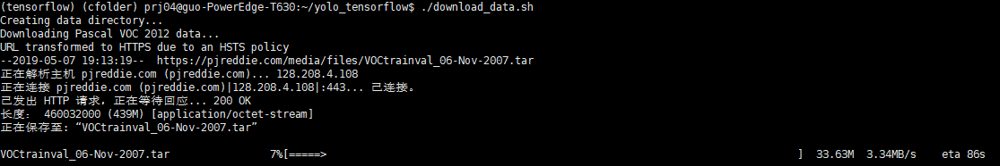 (tensorflow) (cfolder) prj04@guo-PowerEdge-T630:~/yolo_tensorflow$ ./download_data.sh
Creating data directory...
Downloading Pascal VOC 2012 data...
URL transformed to HTTPS due to an HSTS policy
--2019-05-07 19:13:19--  https://pjreddie.com/media/files/VOCtrainval_06-Nov-2007.tar
正在解析主机 pjreddie.com (pjreddie.com)... 128.208.4.108
正在连接 pjreddie.com (pjreddie.com)|128.208.4.108|:443... 已连接。
已发出 HTTP 请求，正在等待回应... 200 OK
长度： 460032000 (439M) [application/octet-stream]
正在保存至: “VOCtrainval_06-Nov-2007.tar”
VOCtrainval_06-Nov-2007.tar 7%[=====> ] 33.63M 3.34MB/s eta 86s